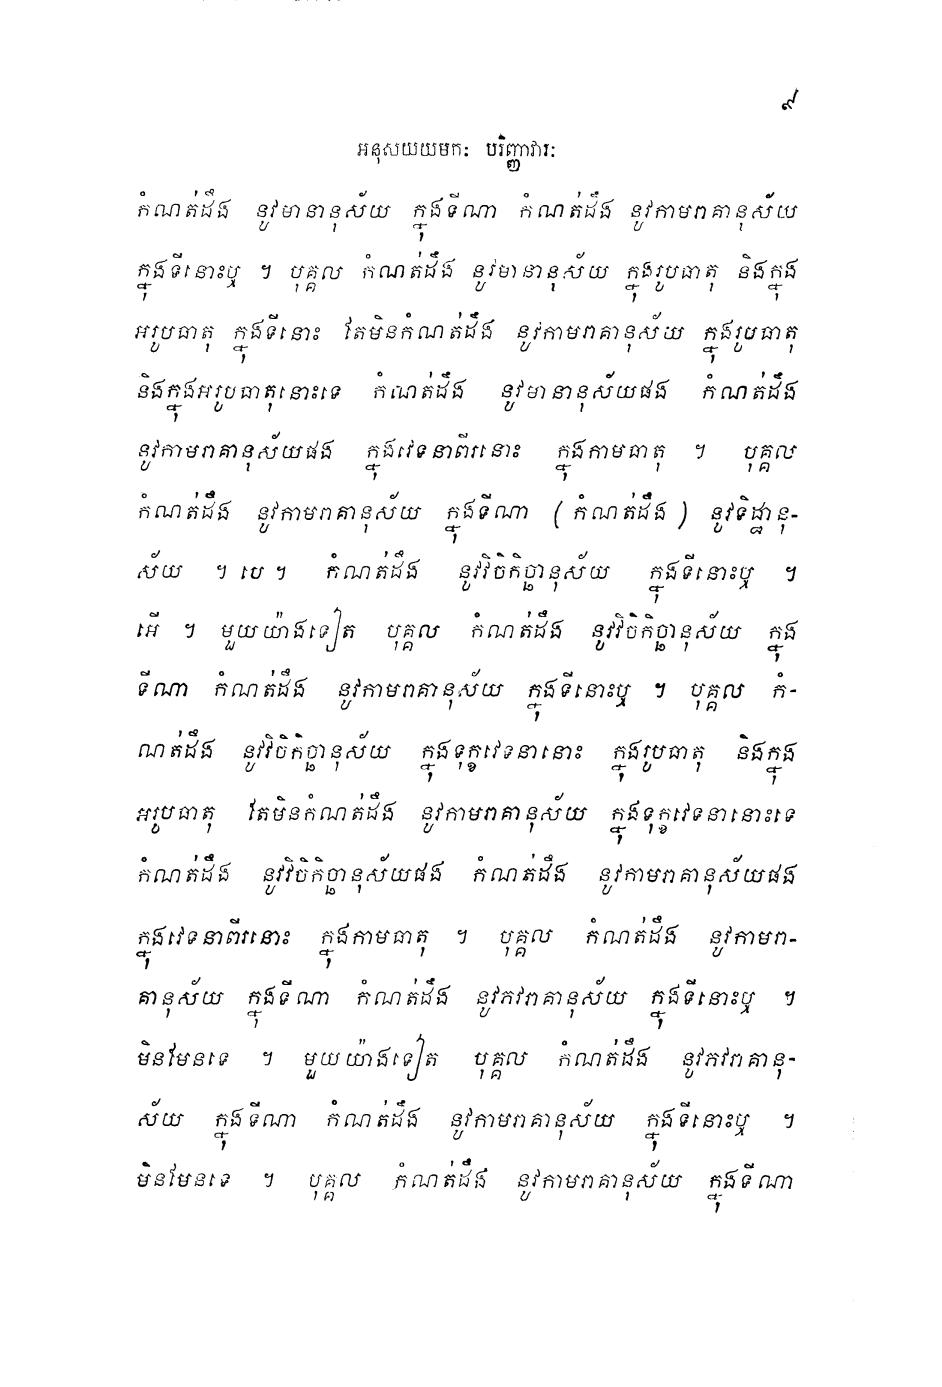 ៩
អនុសយយមកៈ បរិញ្ញាវារៈ
កំណត់ដឹង នូវមានានុស័យ ក្នុងទីណា កំណត់ដឹង នូវកាមរាគានុស័យ
ក្នុងទីនោះឬ ។ បុគ្គល កំណត់ដឹង នូវមានានុស័យ ក្នុងរូបធាតុ និងក្នុង
អរូបធាតុ ក្នុងទីនោះ តែមិនកំណត់ដឹង នូវកាមរាគានុស័យ ក្នុងរូបធាតុ
និងក្នុងអរូបធាតុនោះទេ កំណត់ដឹង នូវមានានុស័យផង កំណត់ដឹង
នូវកាមរាគានុស័យផង ក្នុងវេទនាពីរនោះ ក្នុងកាមធាតុ ។ បុគ្គល
កំណត់ដឹង នូវកាមរាគានុស័យ ក្នុងទីណា ( កំណត់ដឹង ) នូវទិដ្ឋានុ-
ស័យ ។ បេ ។ កំណត់ដឹង នូវវិចិកិច្ឆានុស័យ ក្នុងទីនោះឬ ។
អើ ។ មួយយ៉ាងទៀត បុគ្គល កំណត់ដឹង នូវវិចិកិច្ឆានុស័យ ក្នុង
ទីណា កំណត់ដឹង នូវកាមរាគានុស័យ ក្នុងទីនោះឬ ។ បុគ្គល កំ-
ណត់ដឹង នូវវិចិកិច្ឆានុស័យ ក្នុងទុក្ខវេទនានោះ ក្នុងរូបធាតុ និងក្នុង
អរូបធាតុ តែមិនកំណត់ដឹង នូវកាមរាគានុស័យ ក្នុងទុក្ខវេទនានោះទេ
កំណត់ដឹង នូវវិចិកិច្ឆានុស័យផង កំណត់ដឹង នូវកាមរាគានុស័យផង
ក្នុងវេទនាពីរនោះ ក្នុងកាមធាតុ ។ បុគ្គល កំណត់ដឹង នូវកាមរា-
គានុស័យ ក្នុងទីណា កំណត់ដឹង នូវភវរាគានុស័យ ក្នុងទីនោះឬ ។
មិនមែនទេ ។ មួយយ៉ាងទៀត បុគ្គល កំណត់ដឹង នូវភវរាគានុ-
ស័យ ក្នុងទីណា កំណត់ដឹង នូវកាមរាគានុស័យ ក្នុងទីនោះឬ ។
មិនមែនទេ ។ បុគ្គល កំណត់ដឹង នូវកាមរាគានុស័យ ក្នុងទីណា